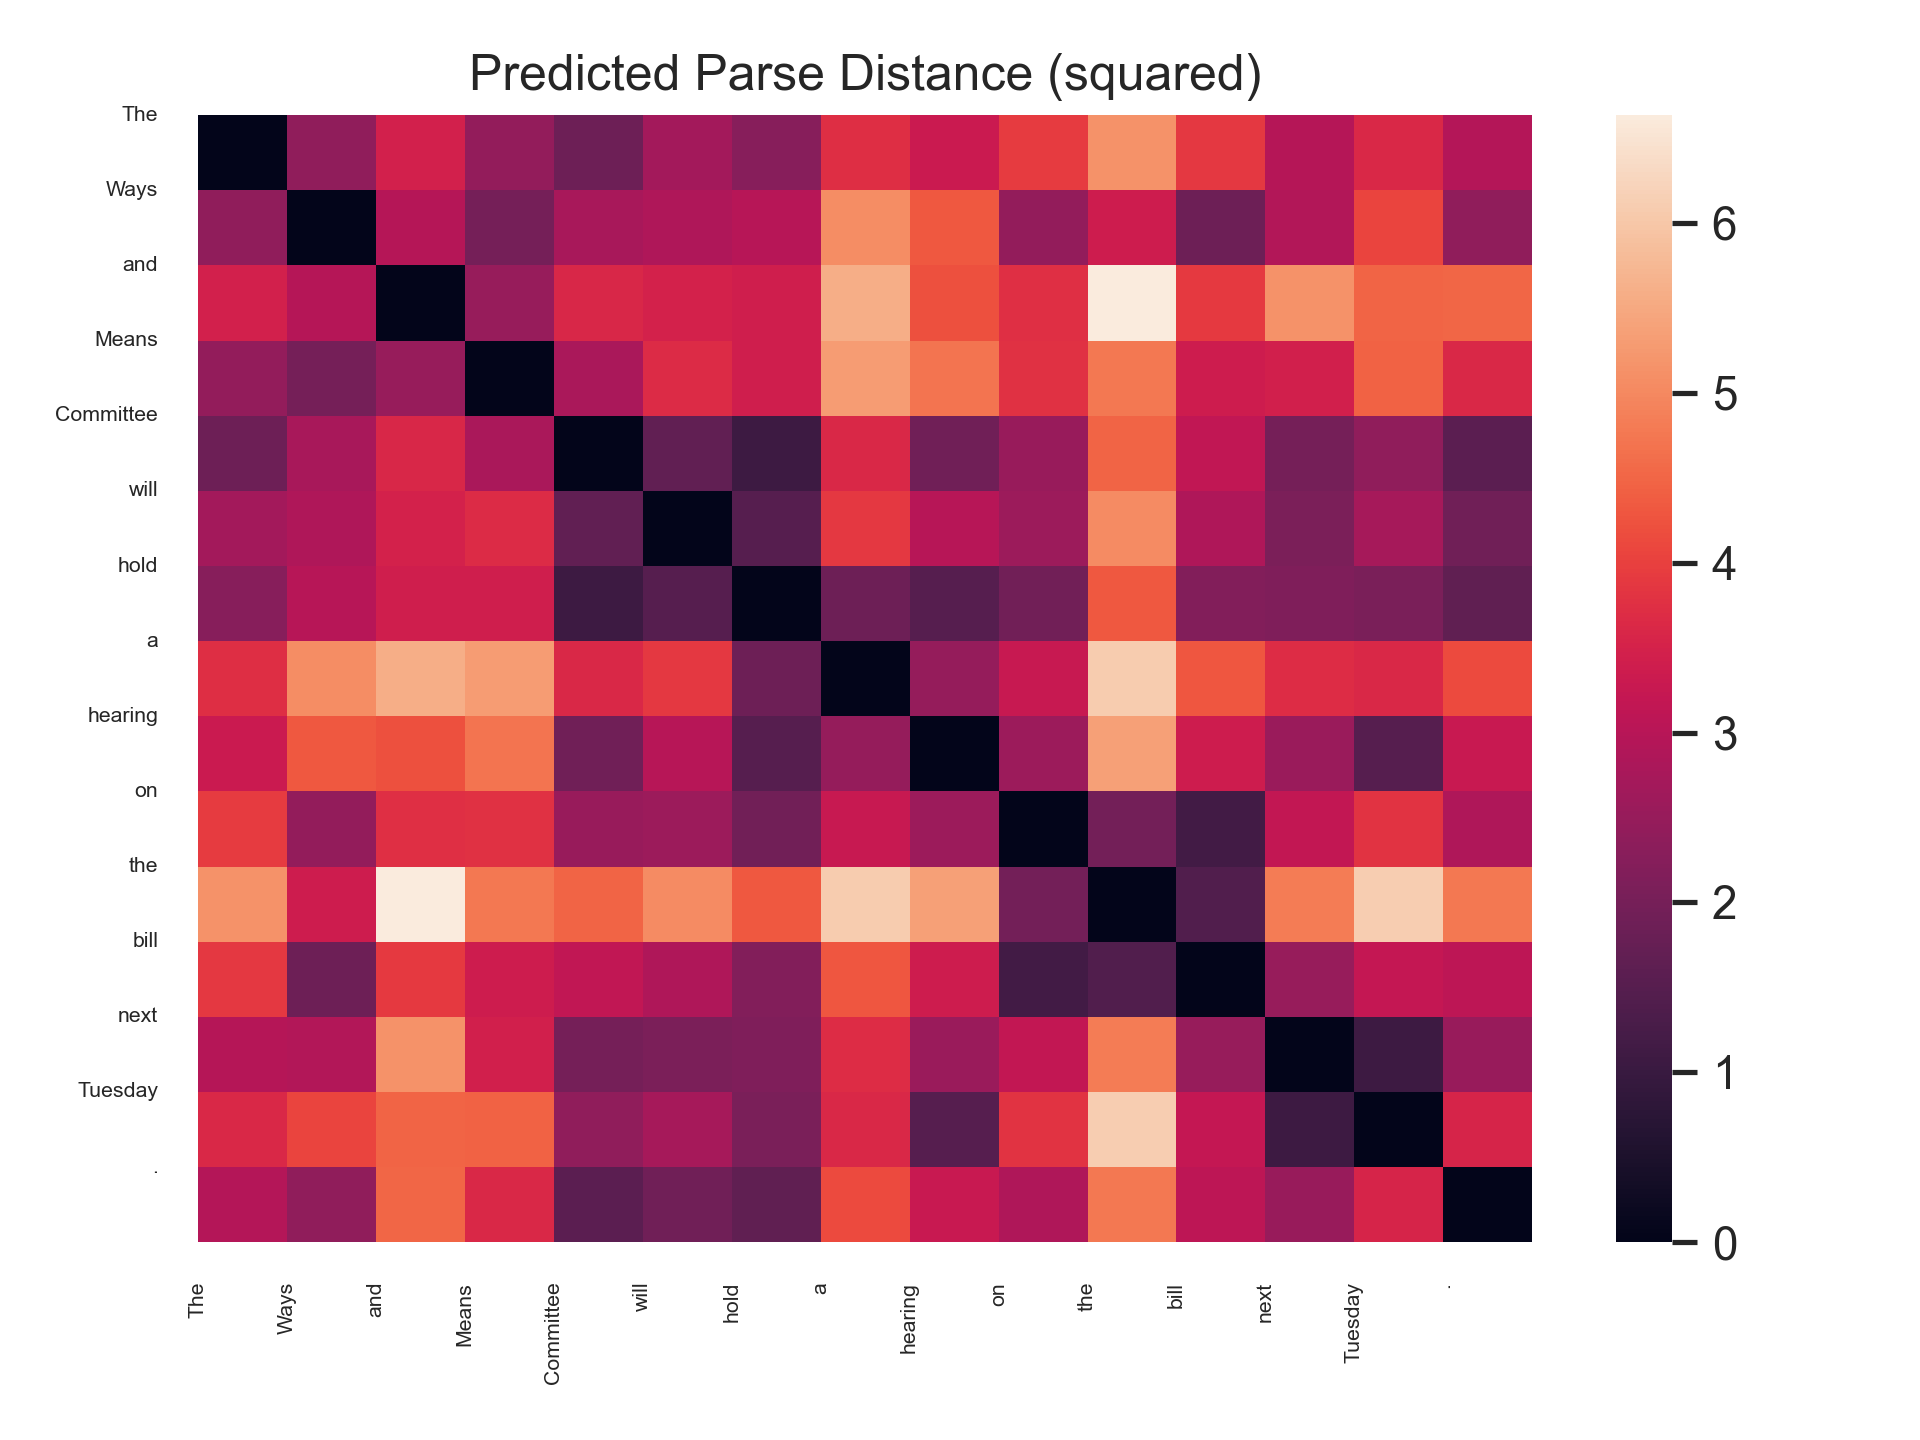 Predicted Parse Distance (squared)
The
Ways
and
Means
Committee
will
hold
a
hearing
on
the
bill
next
Tuesday
.
6
5
4
3
2
1
0
The
Ways
and
Means
Committee
will
hold
a
hearing
on
the
bill
next
Tuesday
.